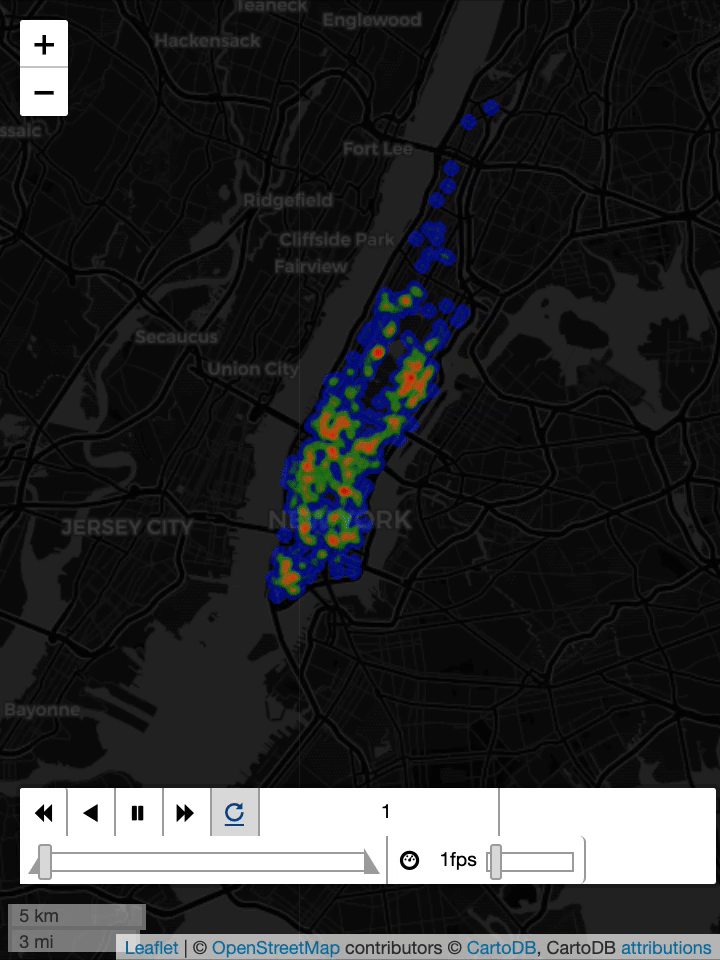 Teaneck
Englewood
Hackensack
+
−
ssaic
Fort Lee
Ridgefield
Cliffside Park
Fairview
Secaucus
Union City
NEW YORK
JERSEY CITY
Bayonne
1
1fps
5 km
3 mi
Leaflet | © OpenStreetMap contributors © CartoDB, CartoDB attributions